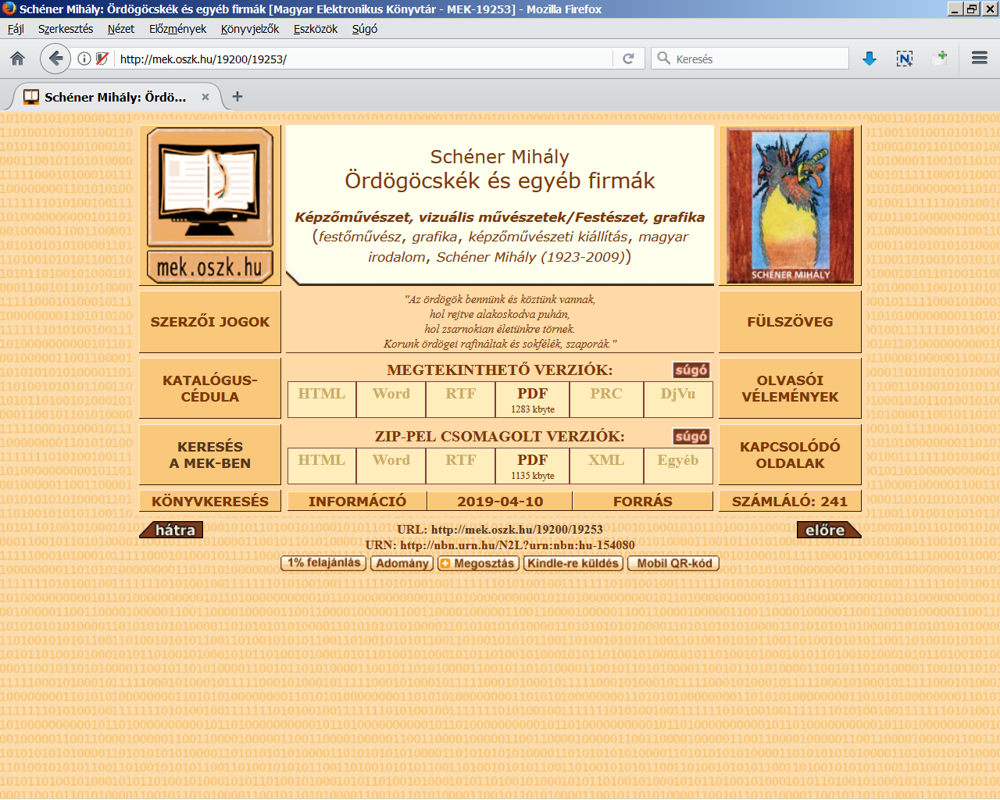 Schéner Mihály: Ördögöcskék és egyéb firmák [Magyar Elektronikus Könyvtár - MEK-19253] - Mozilla Firefox
Fájl Szerkesztés Nézet Előzmények Könyvjelzők Eszközök Súgó
http://mek.oszk.hu/19200/19253/
Keresés
Schéner Mihály: Ördö...
mek.oszk.hu
Schéner Mihály
Ördögöcskék és egyéb firmák
Képzőművészet, vizuális művészetek/Festészet, grafika
(festőművész, grafika, képzőművészeti kiállítás, magyar
irodalom, Schéner Mihály (1923-2009))
SCHÉNER MIHÁLY
SZERZŐI JOGOK
"Az ördögök bennünk és köztünk vannak,
hol rejtve alakoskodva puhán,
hol zsarnokian életünkre törnek.
Korunk ördögei rafináltak és sokfélék, szaporák."
FÜLSZÖVEG
KATALÓGUS-
CÉDULA
MEGTEKINTHETŐ VERZIÓK: súgó
HTML Word RTF PDF PRC DjVu
1283 kbyte
OLVASÓI
VÉLEMÉNYEK
KERESÉS
A MEK-BEN
ZIP-PEL CSOMAGOLT VERZIÓK: súgó
HTML Word RTF PDF XML Egyéb
1135 kbyte
KAPCSOLÓDÓ
OLDALAK
KÖNYVKERESÉS INFORMÁCIÓ 2019-04-10 FORRÁS SZÁMLÁLÓ: 241
hátra
URL: http://mek.oszk.hu/19200/19253
URN: http://nbn.urn.hu/N2L?urn:nbn:hu-154080
előre
1% felajánlás Adomány Megosztás Kindle-re küldés Mobil QR-kód